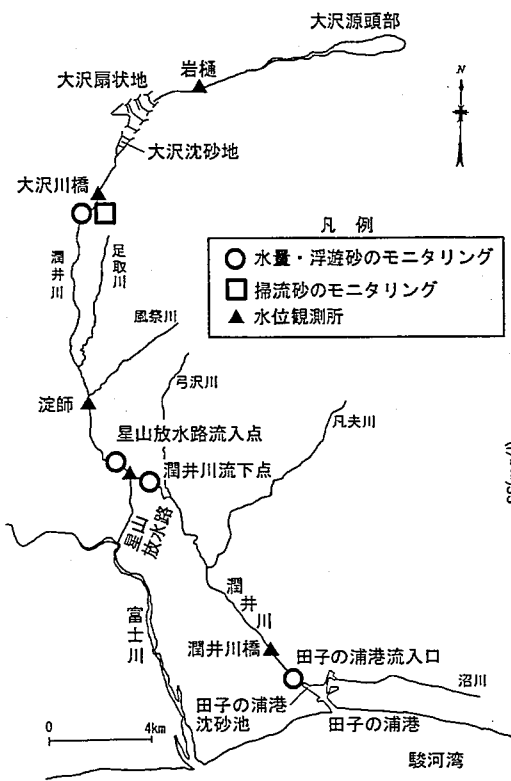 大沢源頭部
岩樋
大沢扇状地
N
大沢沈砂地
大沢川橋
凡 例
水量・浮遊砂のモニタリング
掃流砂のモニタリング
水位観測所
足取川
潤井川
風祭川
弓沢川
淀師
凡夫川
星山放水路流入点
潤井川流下点
星山
放水路
潤井川
富士川
潤井川橋
田子の浦港流入口
沼川
田子の浦港
沈砂池
田子の浦港
0 4km
駿河湾